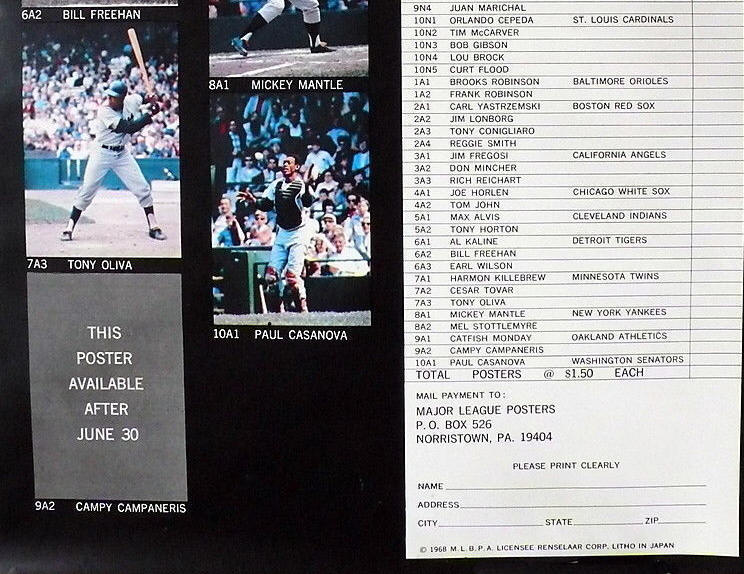 6A2 BILL FREEHAN
8A1 MICKEY MANTLE
7A3 TONY OLIVA
10A1 PAUL CASANOVA
THIS
POSTER
AVAILABLE
AFTER
JUNE 30
9A2 CAMPY CAMPANERIS
9N4 JUAN MARICHAL
10N1 ORLANDO CEPEDA ST. LOUIS CARDINALS
10N2 TIM McCARVER
10N3 BOB GIBSON
10N4 LOU BROCK
10N5 CURT FLOOD
1A1 BROOKS ROBINSON BALTIMORE ORIOLES
1A2 FRANK ROBINSON
2A1 CARL YASTRZEMSKI BOSTON RED SOX
2A2 JIM LONBORG
2A3 TONY CONIGLIARO
2A4 REGGIE SMITH
3A1 JIM FREGOSI CALIFORNIA ANGELS
3A2 DON MINCHER
3A3 RICH REICHART
4A1 JOE HORLEN CHICAGO WHITE SOX
4A2 TOM JOHN
5A1 MAX ALVIS CLEVELAND INDIANS
5A2 TONY HORTON
6A1 AL KALINE DETROIT TIGERS
6A2 BILL FREEHAN
6A3 EARL WILSON
7A1 HARMON KILLEBREW MINNESOTA TWINS
7A2 CESAR TOVAR
7A3 TONY OLIVA
8A1 MICKEY MANTLE NEW YORK YANKEES
8A2 MEL STOTTLEMYRE
9A1 CATFISH MONDAY OAKLAND ATHLETICS
9A2 CAMPY CAMPANERIS
10A1 PAUL CASANOVA WASHINGTON SENATORS
TOTAL POSTERS @ $1.50 EACH
MAIL PAYMENT TO:
MAJOR LEAGUE POSTERS
P.O. BOX 526
NORRISTOWN, PA. 19404
PLEASE PRINT CLEARLY
NAME
ADDRESS
CITY STATE ZIP
© 1968 M.L.B.P.A. LICENSEE RENSELAAR CORP. LITHO IN JAPAN